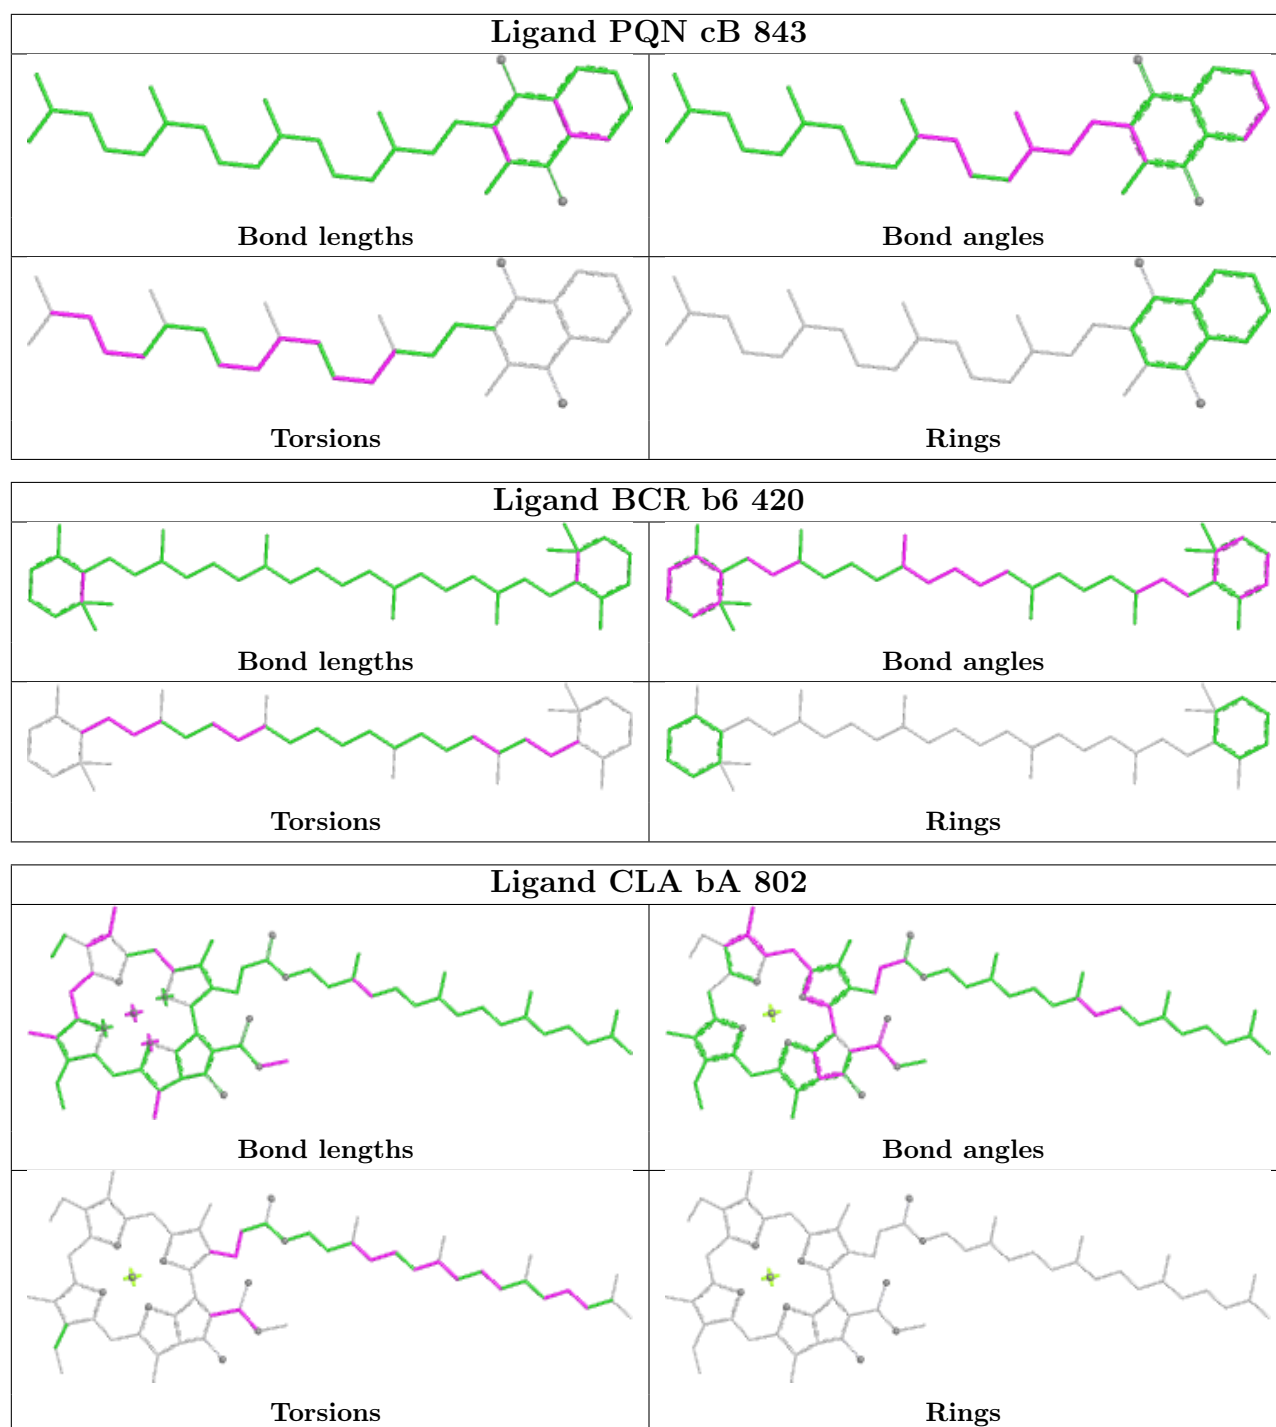 Ligand PQN cB 843
Bond lengths
Bond angles
Torsions
Rings
Ligand BCR b6 420
Bond lengths
Bond angles
Torsions
Rings
Ligand CLA bA 802
Bond lengths
Bond angles
Torsions
Rings